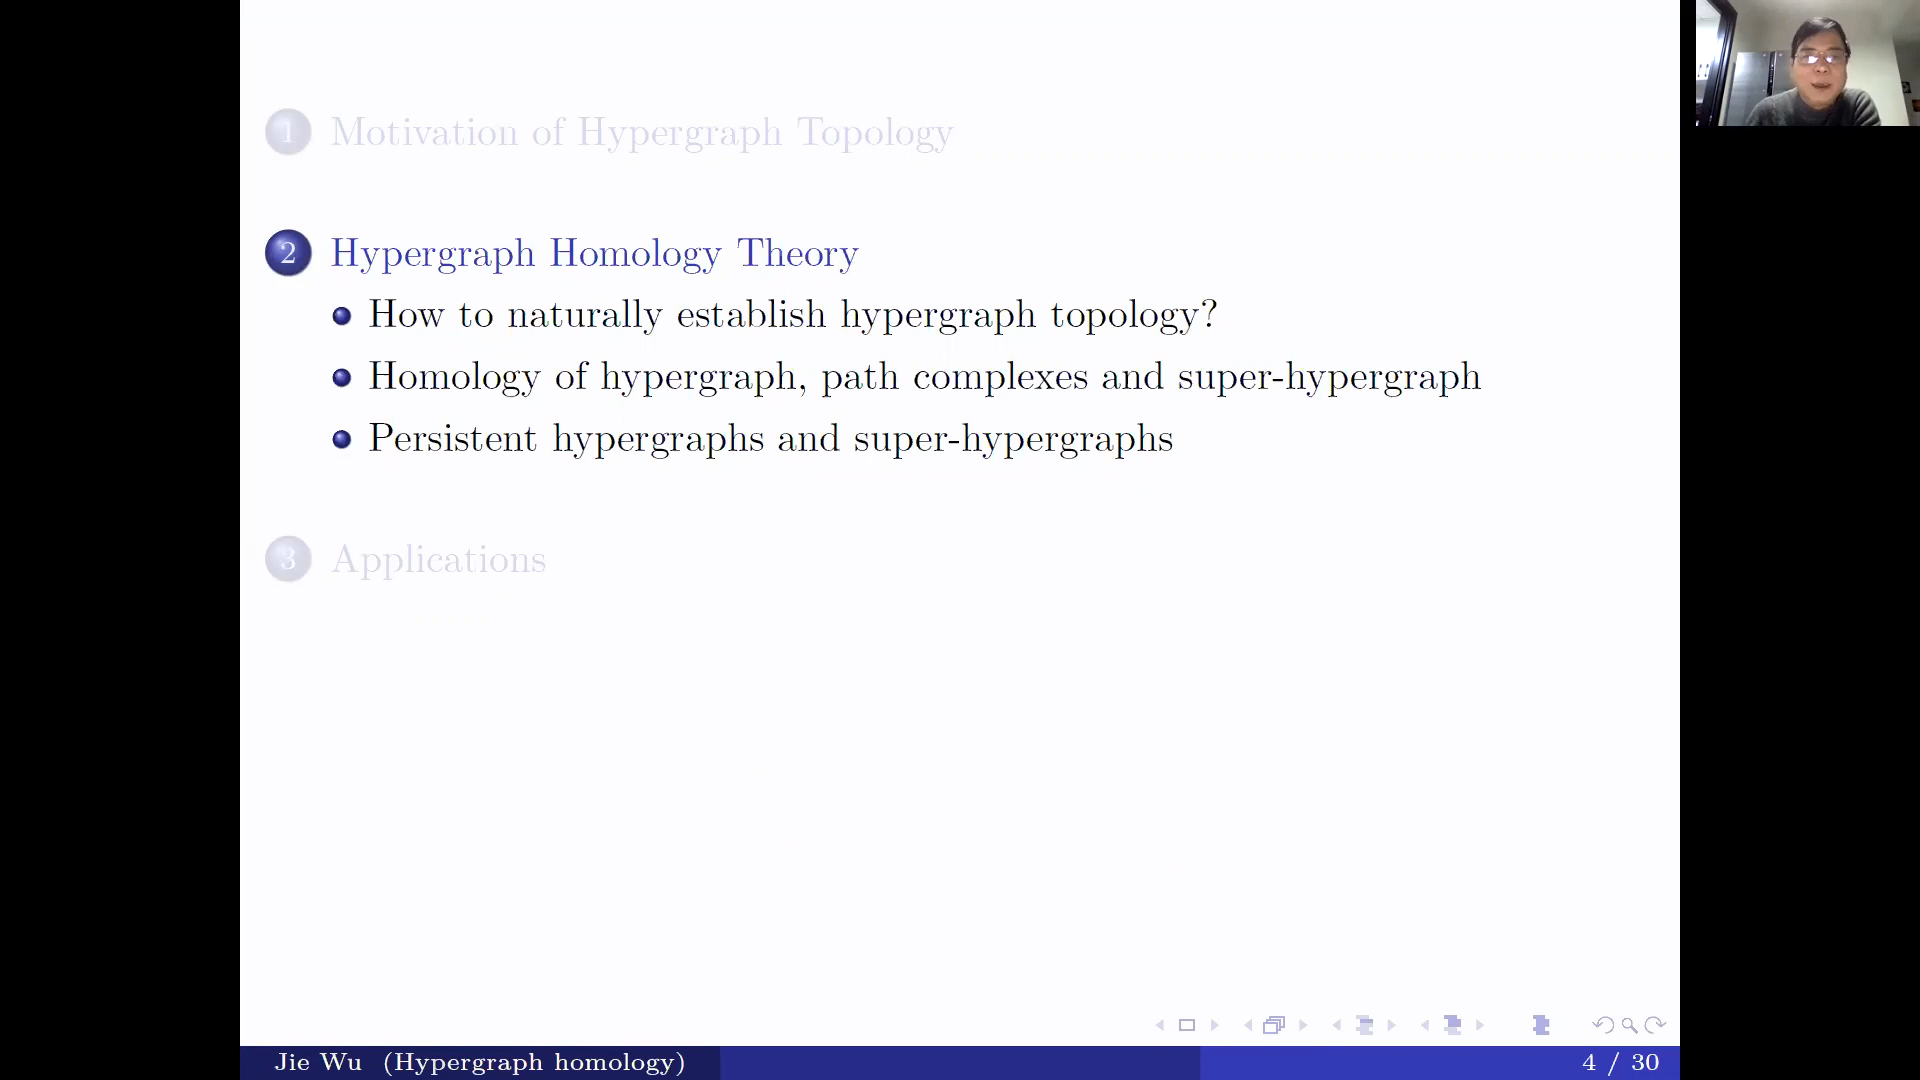 1 Motivation of Hypergraph Topology
2 Hypergraph Homology Theory
How to naturally establish hypergraph topology?
Homology of hypergraph, path complexes and super-hypergraph
Persistent hypergraphs and super-hypergraphs
3 Applications
Jie Wu (Hypergraph homology) 4 / 30